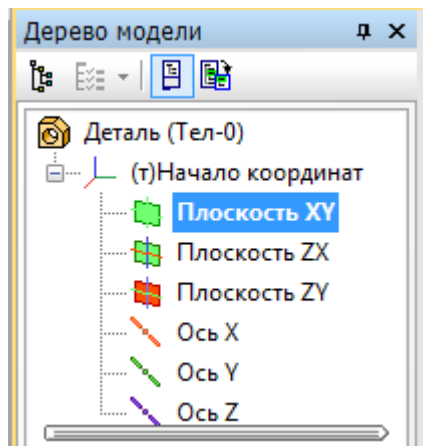 Дерево модели
Деталь (Тел-0)
(т)Начало координат
Плоскость XY
Плоскость ZX
Плоскость ZY
Ось X
Ось Y
Ось Z